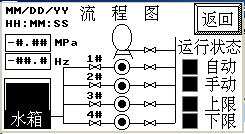 MM/DD/YY
HH:MM:SS
流程图
返回
-#.## MPa
-##.# Hz
运行状态
1#
自动
2#
手动
3#
上限
4#
下限
水箱